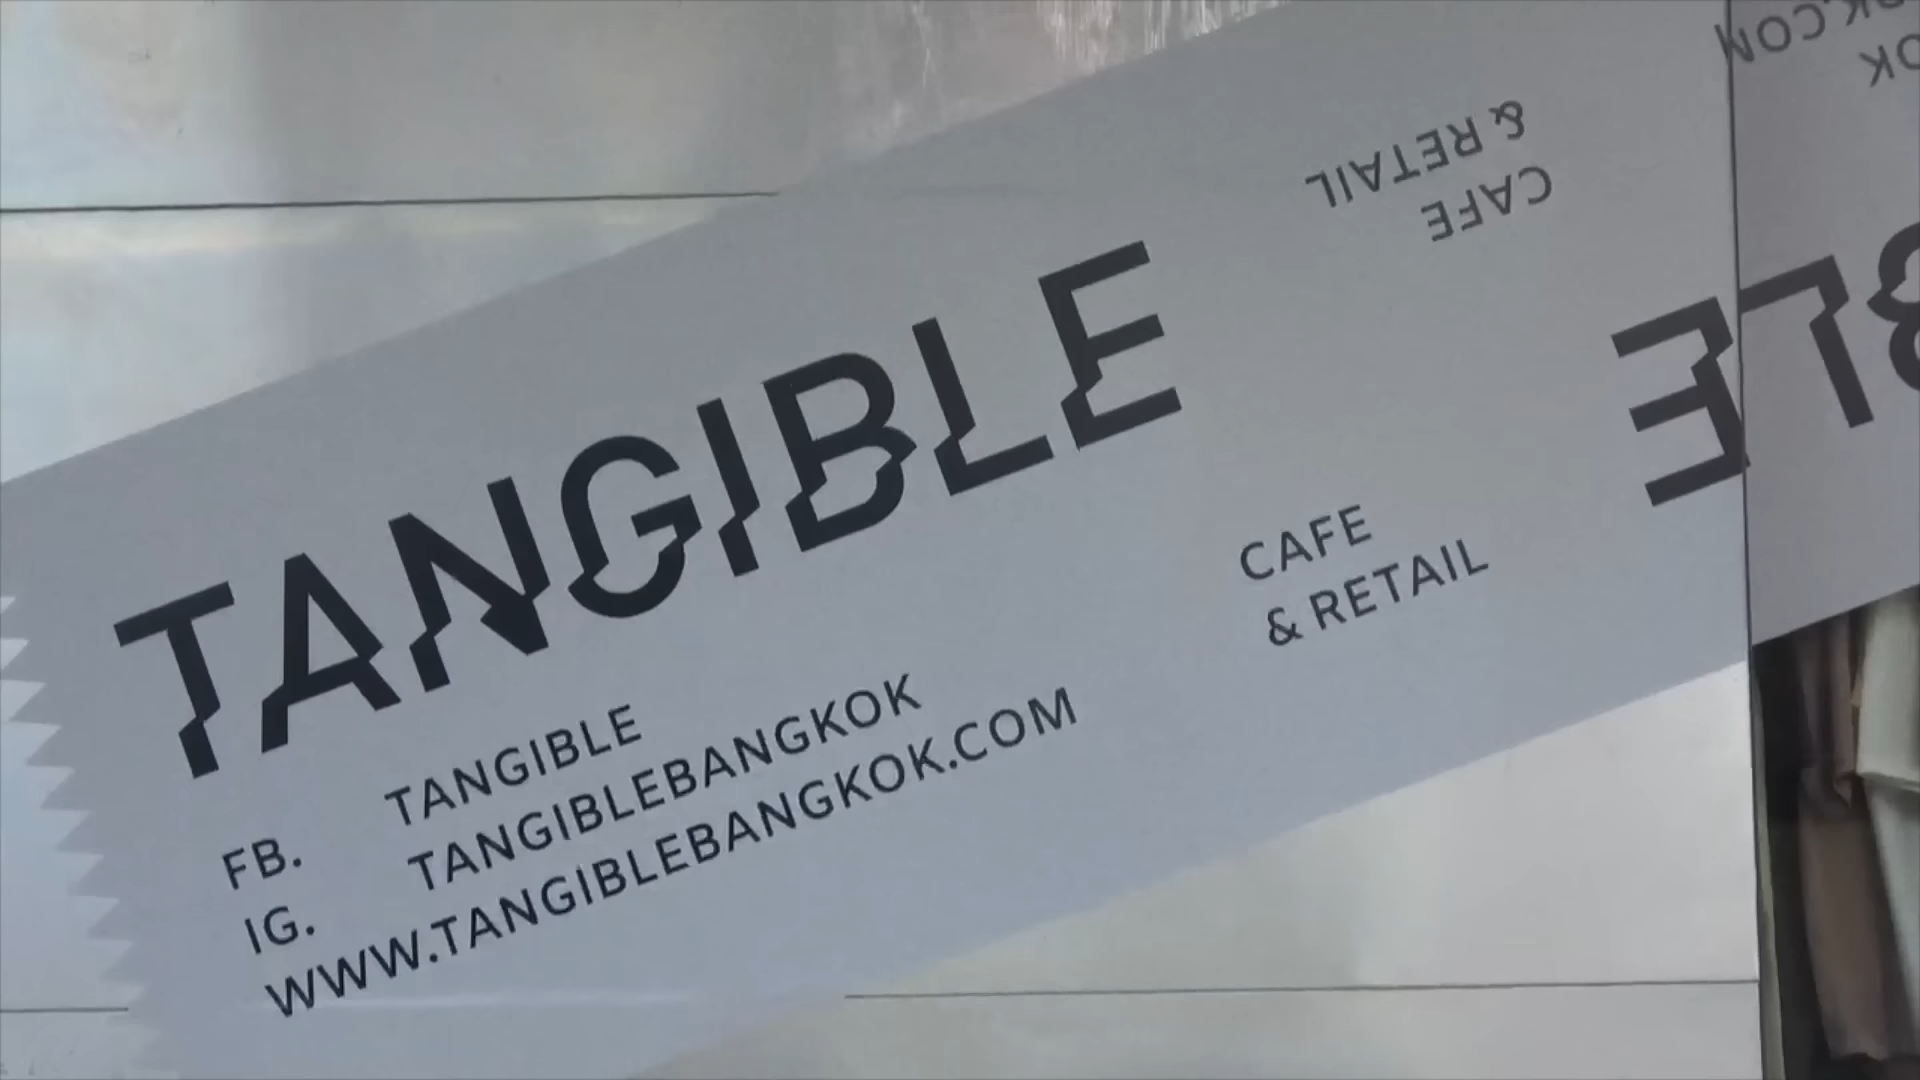 TANGIBLE
FB. TANGIBLE
IG. TANGIBLEBANGKOK
WWW.TANGIBLEBANGKOK.COM
CAFE
& RETAIL
CAFE
& RETAIL